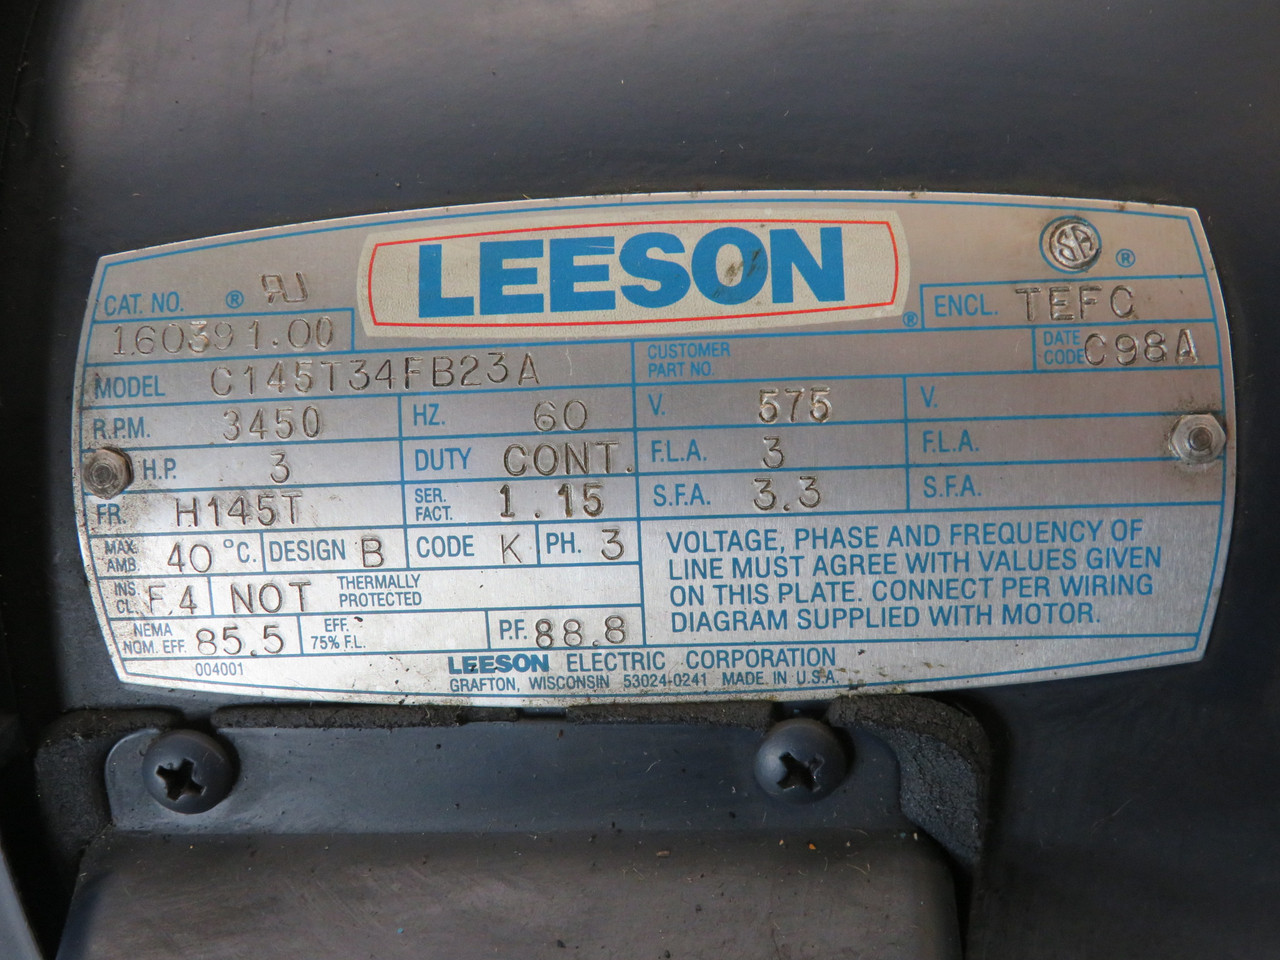 LEESON ®
SA ®
CAT. NO. ® RU
160391.00
ENCL. TEFC
MODEL C145T34FB23A
CUSTOMER PART NO.
DATE CODE C98A
R.P.M. 3450 HZ. 60 V. 575 V.
H.P. 3 DUTY CONT. F.L.A. 3 F.L.A.
FR. H145T SER. FACT. 1.15 S.F.A. 3.3 S.F.A.
MAX. AMB. 40 °C. DESIGN B CODE K PH. 3
INS. CL. F.4 NOT THERMALLY PROTECTED
NEMA NOM. EFF. 85.5 EFF. 75% F.L. P.F. 88.8
VOLTAGE, PHASE AND FREQUENCY OF
LINE MUST AGREE WITH VALUES GIVEN
ON THIS PLATE. CONNECT PER WIRING
DIAGRAM SUPPLIED WITH MOTOR.
004001
LEESON ELECTRIC CORPORATION
GRAFTON, WISCONSIN 53024-0241 MADE IN U.S.A.